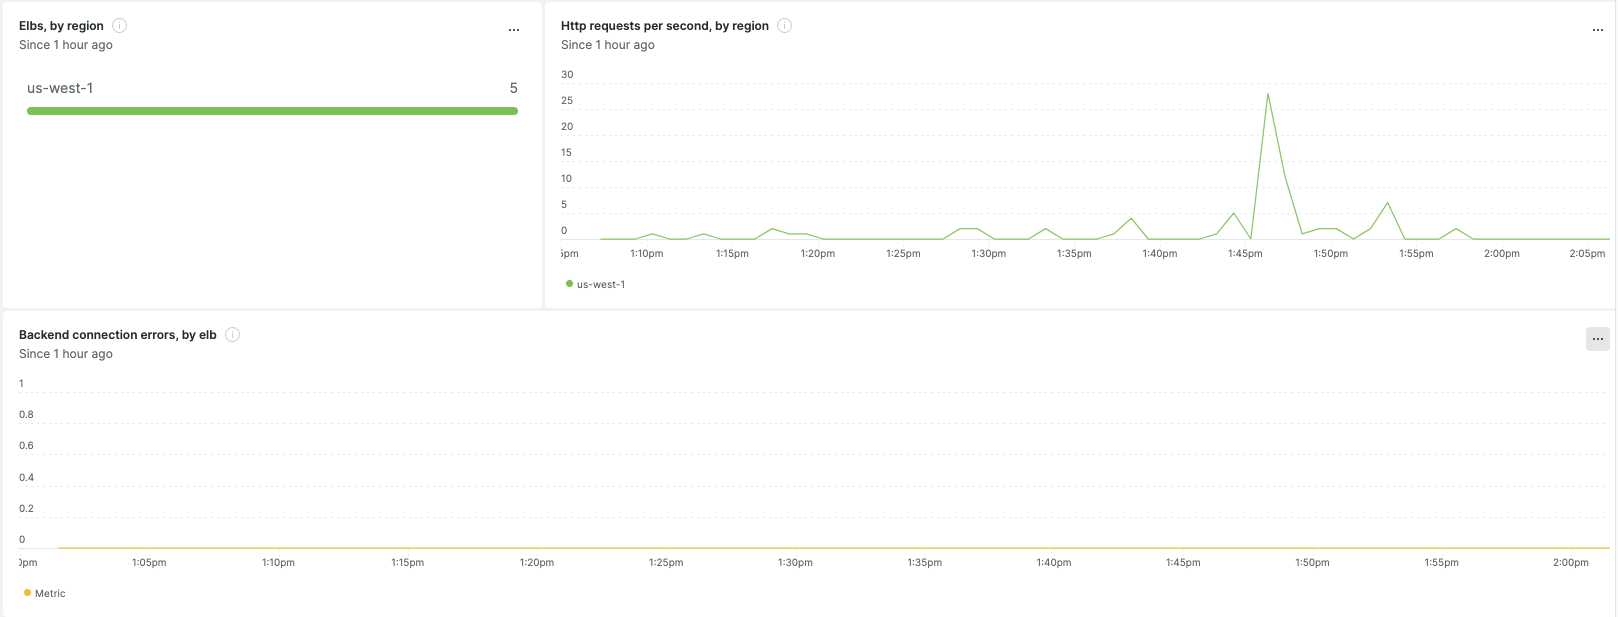 Elbs, by region
Since 1 hour ago
us-west-1 5
Http requests per second, by region
Since 1 hour ago
30
25
20
15
10
5
0
5pm 1:10pm 1:15pm 1:20pm 1:25pm 1:30pm 1:35pm 1:40pm 1:45pm 1:50pm 1:55pm 2:00pm 2:05pm
us-west-1
Backend connection errors, by elb
Since 1 hour ago
1
0.8
0.6
0.4
0.2
0
0pm 1:05pm 1:10pm 1:15pm 1:20pm 1:25pm 1:30pm 1:35pm 1:40pm 1:45pm 1:50pm 1:55pm 2:00pm
Metric